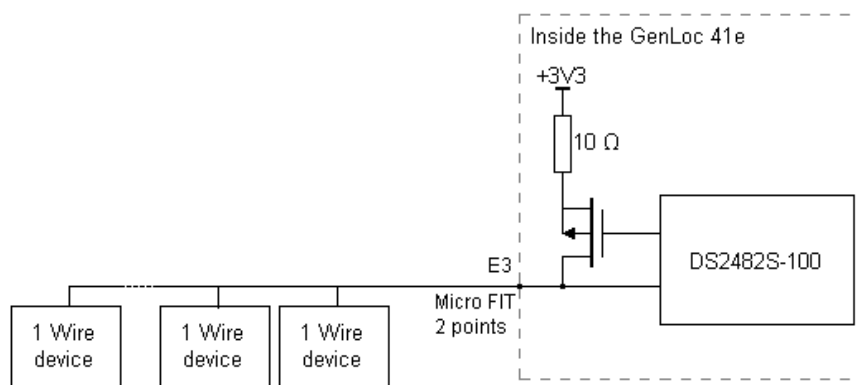 Inside the GenLoc 41e
+3V3
10 Ω
DS2482S-100
E3
Micro FIT
2 points
1 Wire
device
1 Wire
device
1 Wire
device